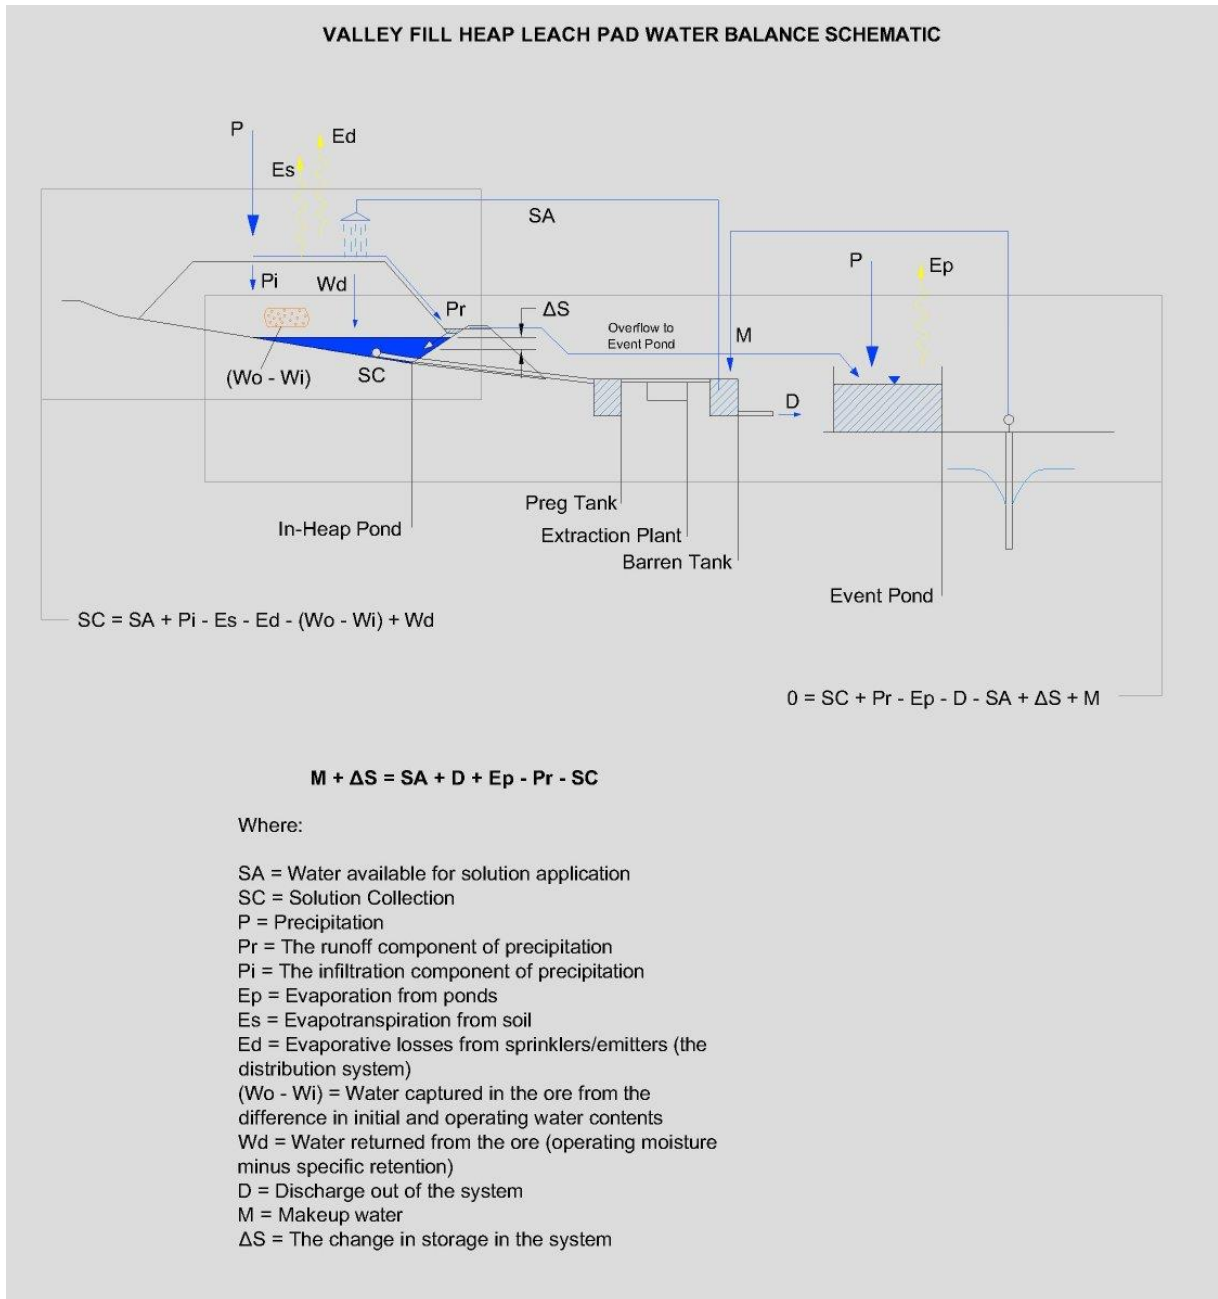 VALLEY FILL HEAP LEACH PAD WATER BALANCE SCHEMATIC
P
Ed
Es
SA
P
Ep
Pi
Wd
Pr
ΔS
Overflow to
Event Pond
M
(Wo - Wi)
SC
D
Preg Tank
In-Heap Pond
Extraction Plant
Barren Tank
Event Pond
SC = SA + Pi - Es - Ed - (Wo - Wi) + Wd
0 = SC + Pr - Ep - D - SA + ΔS + M
M + ΔS = SA + D + Ep - Pr - SC
Where:
SA = Water available for solution application
SC = Solution Collection
P = Precipitation
Pr = The runoff component of precipitation
Pi = The infiltration component of precipitation
Ep = Evaporation from ponds
Es = Evapotranspiration from soil
Ed = Evaporative losses from sprinklers/emitters (the
distribution system)
(Wo - Wi) = Water captured in the ore from the
difference in initial and operating water contents
Wd = Water returned from the ore (operating moisture
minus specific retention)
D = Discharge out of the system
M = Makeup water
ΔS = The change in storage in the system